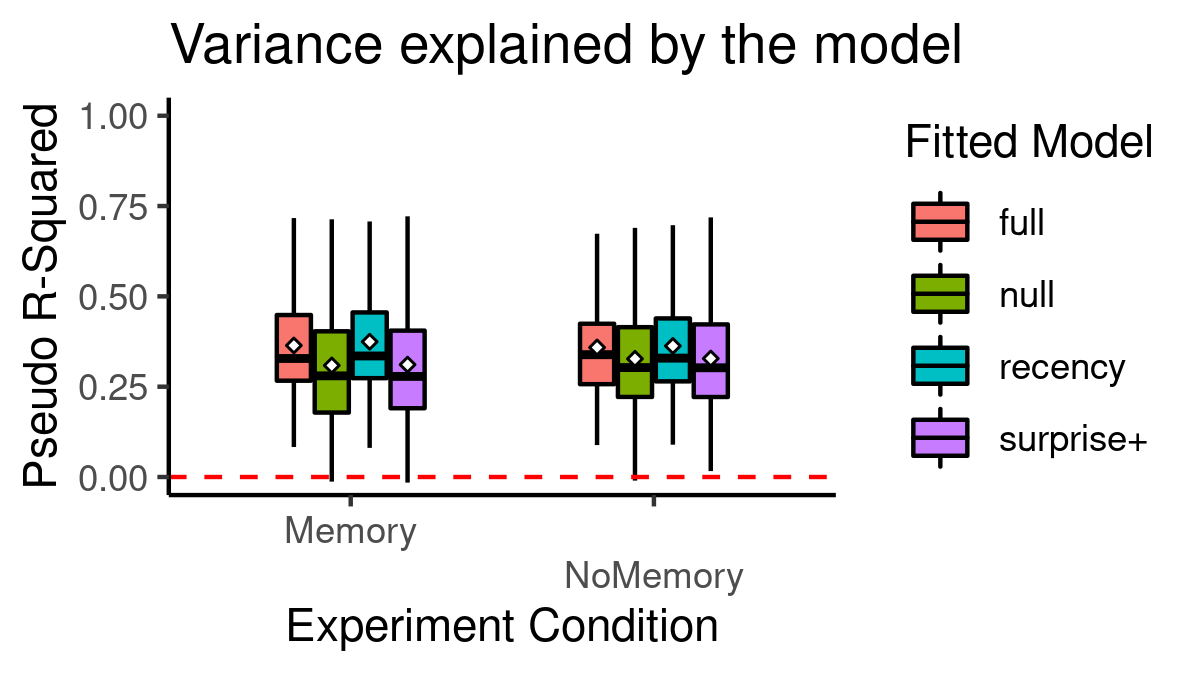 Variance explained by the model
Pseudo R-Squared
1.00
0.75
0.50
0.25
0.00
Memory
NoMemory
Experiment Condition
Fitted Model
full
null
recency
surprise+